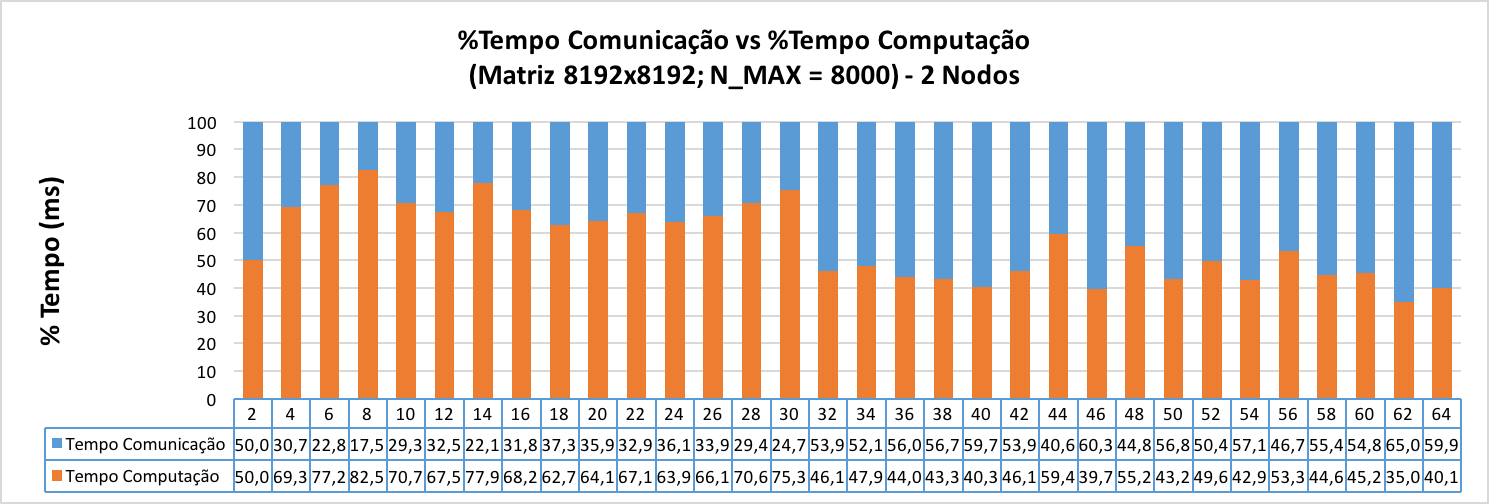 %Tempo Comunicação vs %Tempo Computação
(Matriz 8192x8192; N_MAX = 8000) - 2 Nodos
% Tempo (ms)
100
90
80
70
60
50
40
30
20
10
0
2 4 6 8 10 12 14 16 18 20 22 24 26 28 30 32 34 36 38 40 42 44 46 48 50 52 54 56 58 60 62 64
Tempo Comunicação 50,0 30,7 22,8 17,5 29,3 32,5 22,1 31,8 37,3 35,9 32,9 36,1 33,9 29,4 24,7 53,9 52,1 56,0 56,7 59,7 53,9 40,6 60,3 44,8 56,8 50,4 57,1 46,7 55,4 54,8 65,0 59,9
Tempo Computação 50,0 69,3 77,2 82,5 70,7 67,5 77,9 68,2 62,7 64,1 67,1 63,9 66,1 70,6 75,3 46,1 47,9 44,0 43,3 40,3 46,1 59,4 39,7 55,2 43,2 49,6 42,9 53,3 44,6 45,2 35,0 40,1